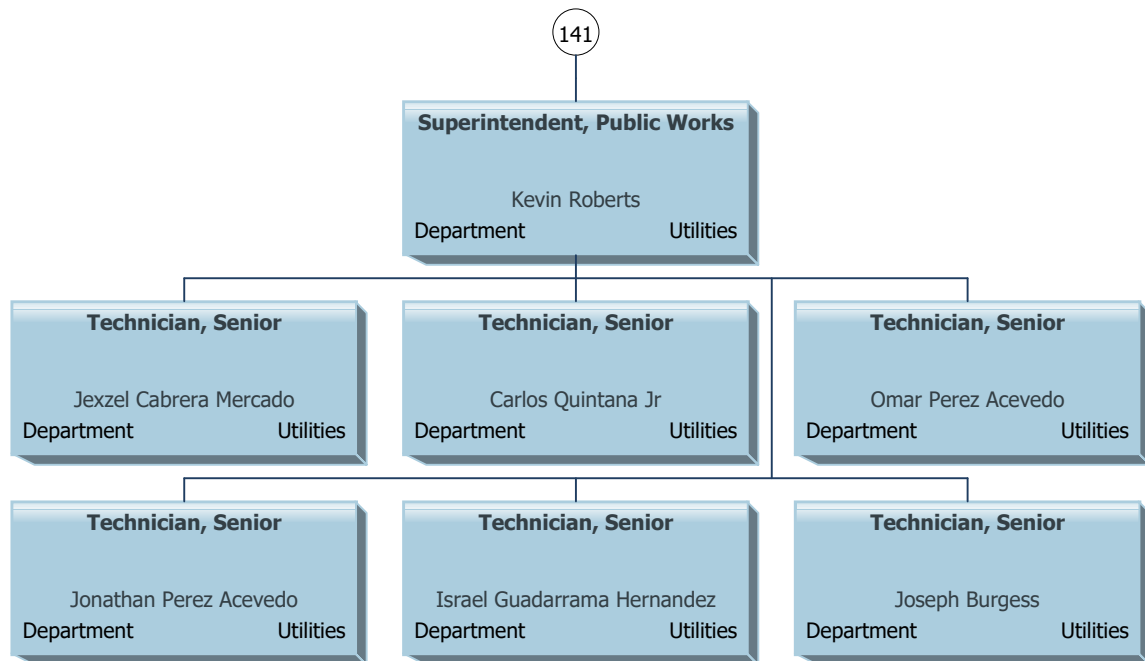 141
Superintendent, Public Works
Kevin Roberts
Department Utilities
Technician, Senior
Jexzel Cabrera Mercado
Department Utilities
Technician, Senior
Carlos Quintana Jr
Department Utilities
Technician, Senior
Omar Perez Acevedo
Department Utilities
Technician, Senior
Jonathan Perez Acevedo
Department Utilities
Technician, Senior
Israel Guadarrama Hernandez
Department Utilities
Technician, Senior
Joseph Burgess
Department Utilities